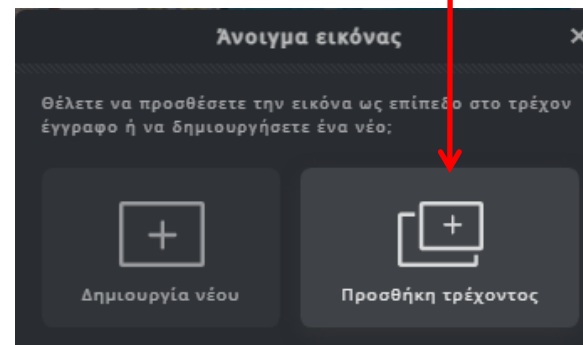 Άνοιγμα εικόνας
Θέλετε να προσθέσετε την εικόνα ως επίπεδο στο τρέχον
έγγραφο ή να δημιουργήσετε ένα νέο;
Δημιουργία νέου
Προσθήκη τρέχοντος